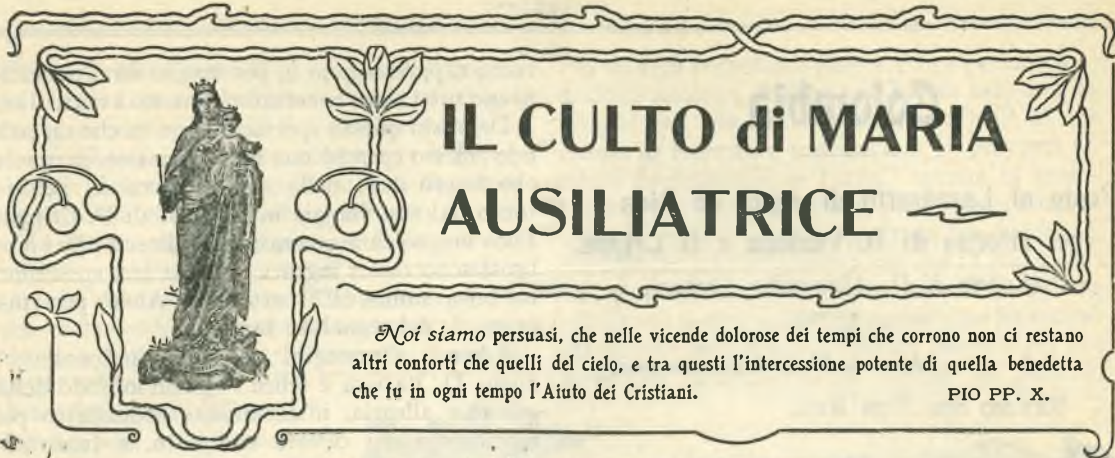 IL CULTO di MARIA
AUSILIATRICE
Noi siamo persuasi, che nelle vicende dolorose dei tempi che corrono non ci restano
altri conforti che quelli del cielo, e tra questi l'intercessione potente di quella benedetta
che fu in ogni tempo l'Aiuto dei Cristiani. PIO PP. X.